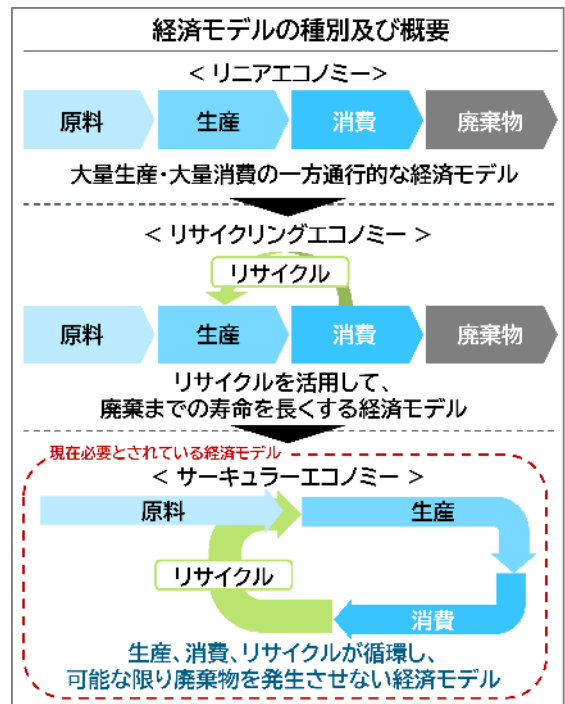 経済モデルの種別及び概要
< リニアエコノミー>
原料 生産 消費 廃棄物
大量生産・大量消費の一方通行的な経済モデル
< リサイクリングエコノミー >
リサイクル
原料 生産 消費 廃棄物
リサイクルを活用して、
廃棄までの寿命を長くする経済モデル
現在必要とされている経済モデル
< サーキュラーエコノミー >
原料 生産
リサイクル
消費
生産、消費、リサイクルが循環し、
可能な限り廃棄物を発生させない経済モデル